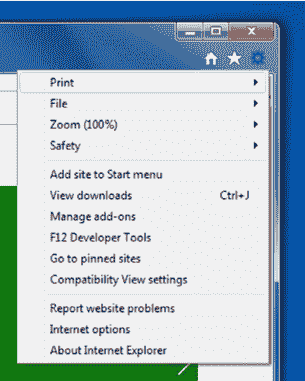 Print
File
Zoom (100%)
Safety
Add site to Start menu
View downloads Ctrl+J
Manage add-ons
F12 Developer Tools
Go to pinned sites
Compatibility View settings
Report website problems
Internet options
About Internet Explorer